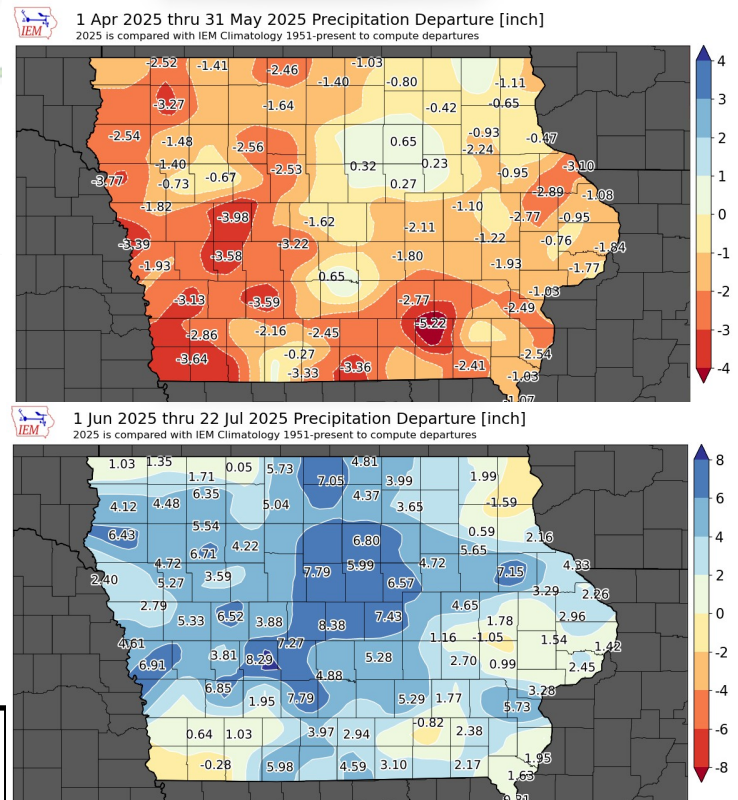 IEM
1 Apr 2025 thru 31 May 2025 Precipitation Departure [inch]
2025 is compared with IEM Climatology 1951-present to compute departures
-2.52 -1.41 -2.46 -1.03
-1.40 -0.80 -1.11
-3.27 -1.64 -0.42 -0.65
-2.54 -1.48 -2.56 0.65 -0.93 -0.47
-2.24
-1.40 -2.53 0.32 0.23 -3.10
-3.77 -0.73 -0.67 0.27 -0.95
-2.89 -1.08
-1.82 -3.98 -1.62 -1.10 -2.77 -0.95
-2.11
-3.39 -3.22 -1.22 -0.76 -1.84
-1.93 -3.58 -1.80 -1.93 -1.77
0.65
-3.13 -3.59 -2.77 -1.03
-2.49
-2.86 -2.16 -2.45 -5.22
-3.64 -0.27 -2.54
-3.33 -3.36 -2.41 -1.03
-1.07
4
3
2
1
0
-1
-2
-3
-4
IEM
1 Jun 2025 thru 22 Jul 2025 Precipitation Departure [inch]
2025 is compared with IEM Climatology 1951-present to compute departures
1.03 1.35 0.05 5.73 4.81
1.71 7.05 3.99 1.99
4.12 4.48 6.35 5.04 4.37 3.65 -1.59
6.43 5.54 6.80 0.59 2.16
4.72 6.71 4.22 5.99 4.72 5.65
2.40 5.27 3.59 7.79 6.57 7.15 4.33
3.29 2.26
2.79 5.33 6.52 3.88 8.38 7.43 4.65 1.78 2.96
4.61 7.27 1.16 -1.05 1.54 1.42
6.91 3.81 8.29 5.28 2.70 0.99 2.45
4.88
6.85 1.95 7.79 5.29 1.77 3.28
5.73
0.64 1.03 3.97 2.94 -0.82 2.38
-0.28 5.98 4.59 3.10 2.17 1.95
1.63
8
6
4
2
0
-2
-4
-6
-8